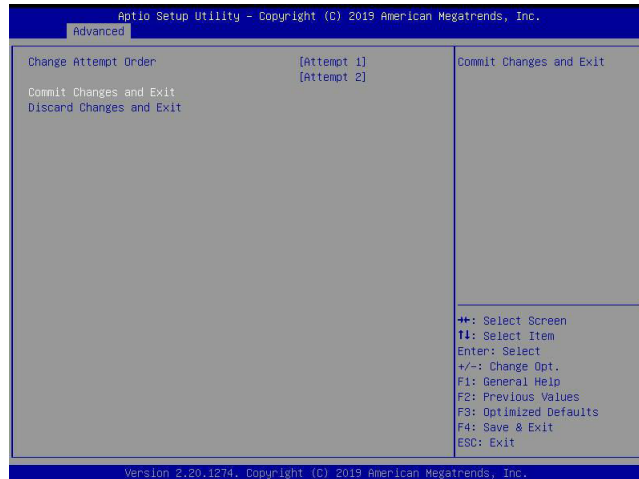 Aptio Setup Utility – Copyright (C) 2019 American Megatrends, Inc.
Advanced
Change Attempt Order [Attempt 1]
[Attempt 2]
Commit Changes and Exit
Discard Changes and Exit
Commit Changes and Exit
→←: Select Screen
↑↓: Select Item
Enter: Select
+/-: Change Opt.
F1: General Help
F2: Previous Values
F3: Optimized Defaults
F4: Save & Exit
ESC: Exit
Version 2.20.1274. Copyright (C) 2019 American Megatrends, Inc.